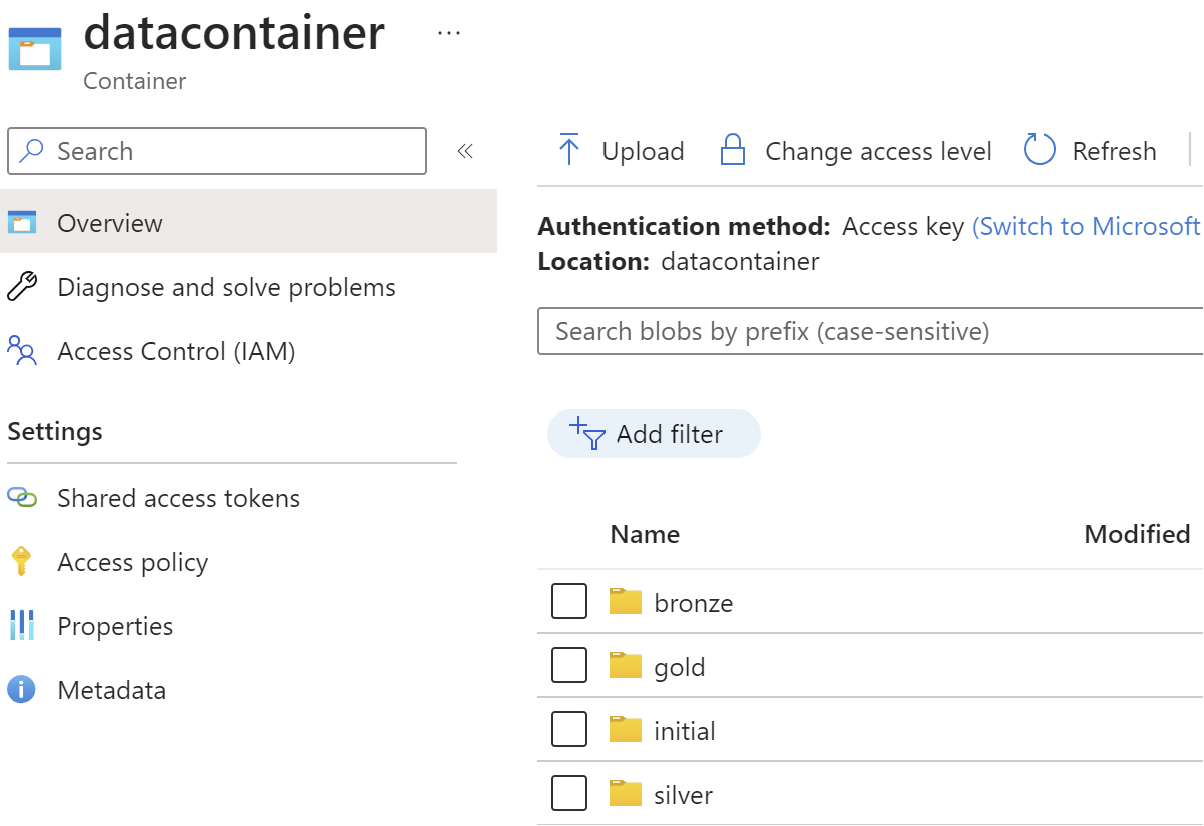 datacontainer ...
Container
Search
Overview
Diagnose and solve problems
Access Control (IAM)
Settings
Shared access tokens
Access policy
Properties
Metadata
Upload Change access level Refresh
Authentication method: Access key (Switch to Microsoft
Location: datacontainer
Search blobs by prefix (case-sensitive)
Add filter
Name Modified
bronze
gold
initial
silver